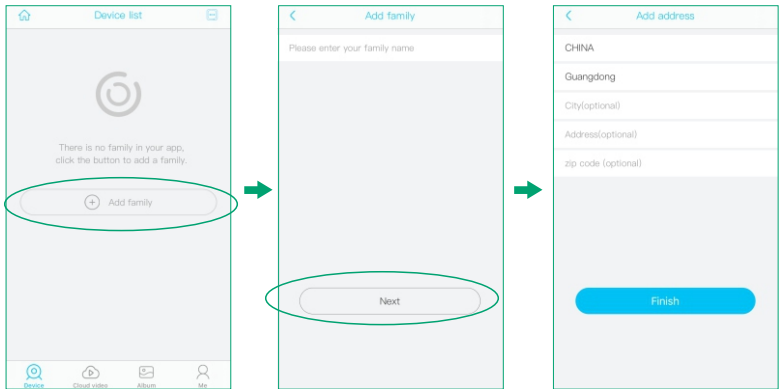 Device list
There is no family in your app,
click the button to add a family.
Add family
Device
Cloud video
Album
Me
Add family
Please enter your family name
Next
Add address
CHINA
Guangdong
City(optional)
Address(optional)
zip code (optional)
Finish